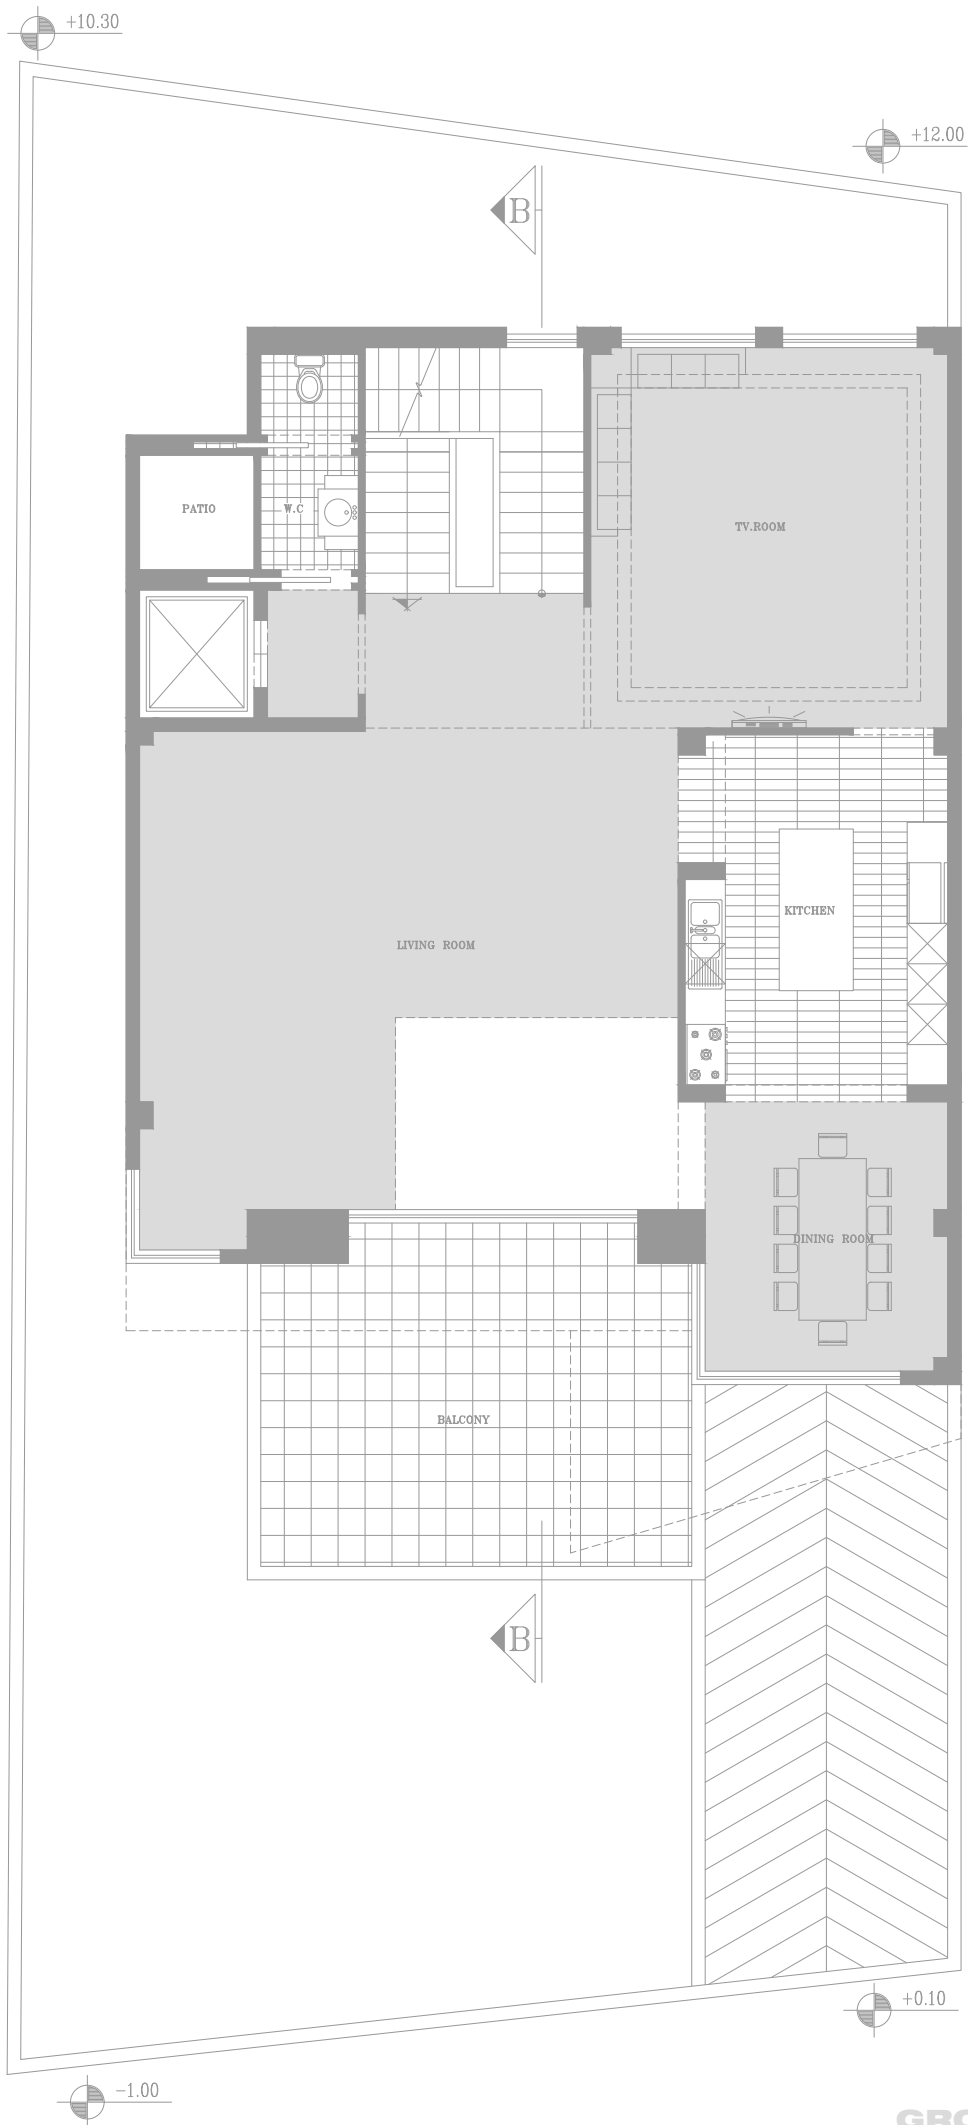 +10.30
+12.00
B
PATIO
W.C
TV.ROOM
KITCHEN
LIVING ROOM
DINING ROOM
BALCONY
B
+0.10
-1.00